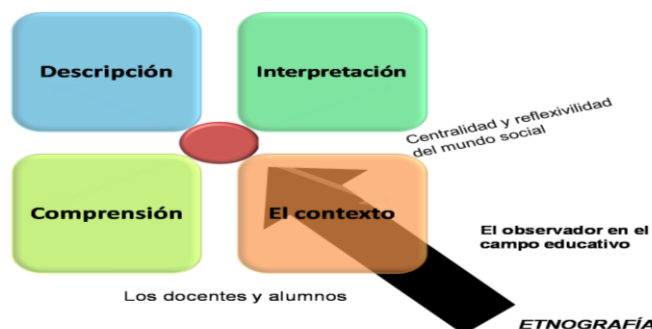 Descripción
Interpretación
Centralidad y reflexivilidad
del mundo social
Comprensión
El contexto
El observador en el
campo educativo
Los docentes y alumnos
ETNOGRAFÍA